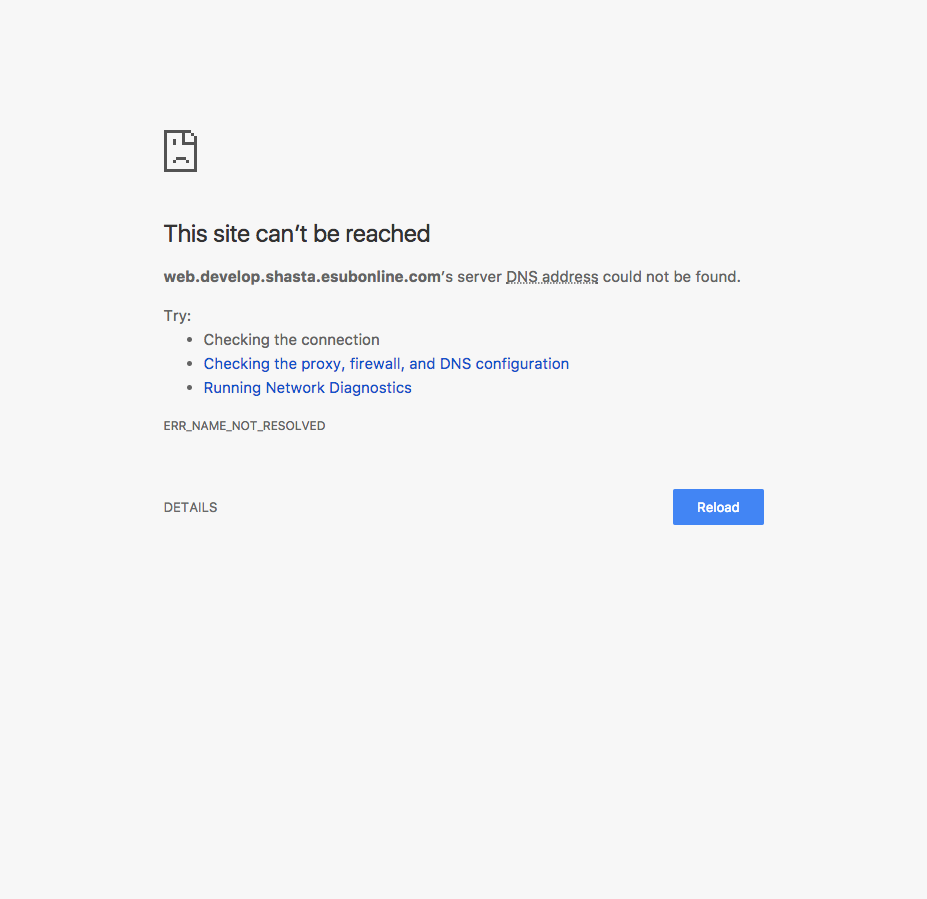 This site can’t be reached
web.develop.shasta.esubonline.com’s server DNS address could not be found.
Try:
• Checking the connection
• Checking the proxy, firewall, and DNS configuration
• Running Network Diagnostics
ERR_NAME_NOT_RESOLVED
DETAILS
Reload